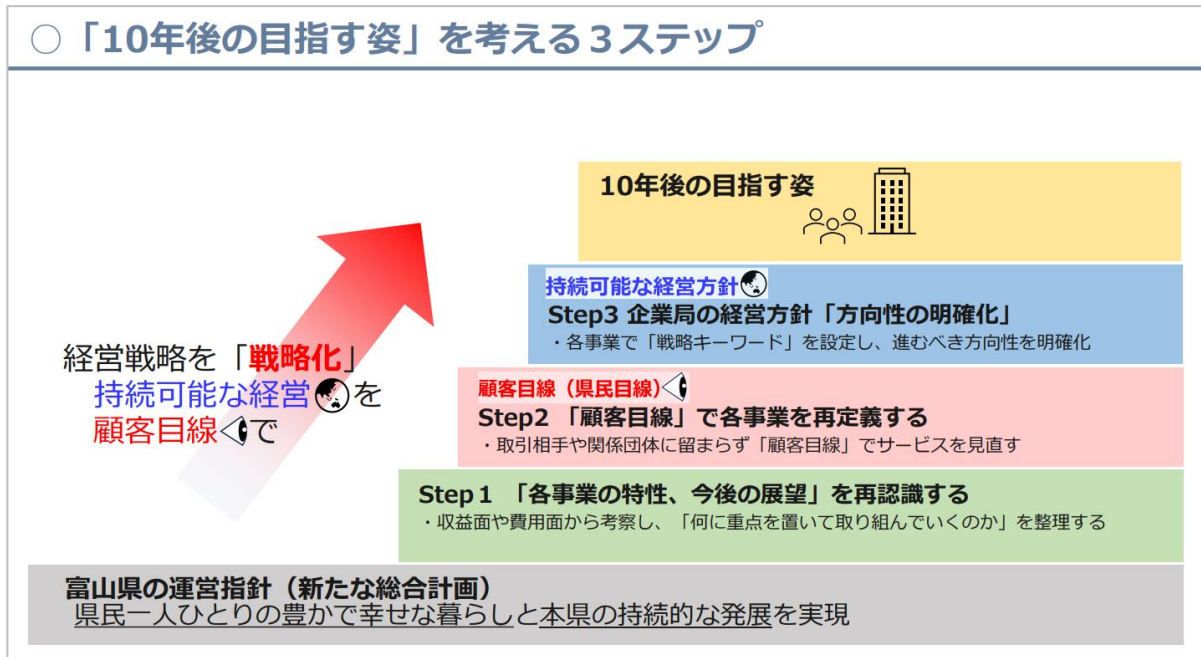 ○「10年後の目指す姿」を考える３ステップ
10年後の目指す姿
持続可能な経営方針
Step3 企業局の経営方針「方向性の明確化」
・各事業で「戦略キーワード」を設定し、進むべき方向性を明確化
経営戦略を「戦略化」
持続可能な経営を
顧客目線で
顧客目線（県民目線）
Step2 「顧客目線」で各事業を再定義する
・取引相手や関係団体に留まらず「顧客目線」でサービスを見直す
Step１ 「各事業の特性、今後の展望」を再認識する
・収益面や費用面から考察し、「何に重点を置いて取り組んでいくのか」を整理する
富山県の運営指針（新たな総合計画）
県民一人ひとりの豊かで幸せな暮らしと本県の持続的な発展を実現